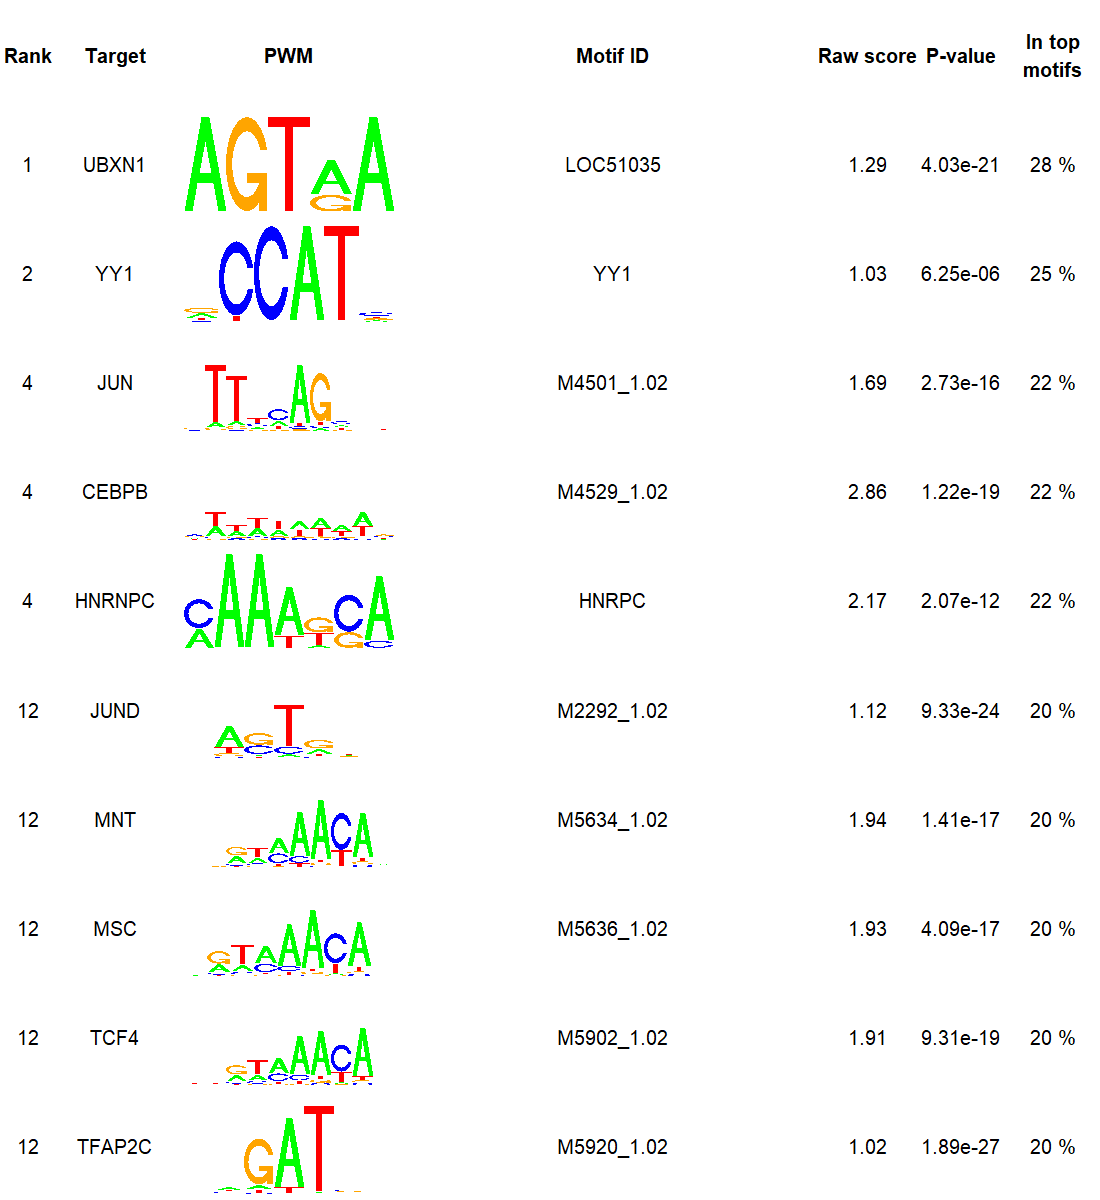 Rank Target PWM Motif ID Raw score P-value In top motifs
1 UBXN1 AGTAGA LOC51035 1.29 4.03e-21 28 %
2 YY1 CCAT YY1 1.03 6.25e-06 25 %
4 JUN TTTCAG M4501_1.02 1.69 2.73e-16 22 %
4 CEBPB M4529_1.02 2.86 1.22e-19 22 %
4 HNRNPC HNRPC 2.17 2.07e-12 22 %
12 JUND M2292_1.02 1.12 9.33e-24 20 %
12 MNT M5634_1.02 1.94 1.41e-17 20 %
12 MSC M5636_1.02 1.93 4.09e-17 20 %
12 TCF4 M5902_1.02 1.91 9.31e-19 20 %
12 TFAP2C GAT M5920_1.02 1.02 1.89e-27 20 %